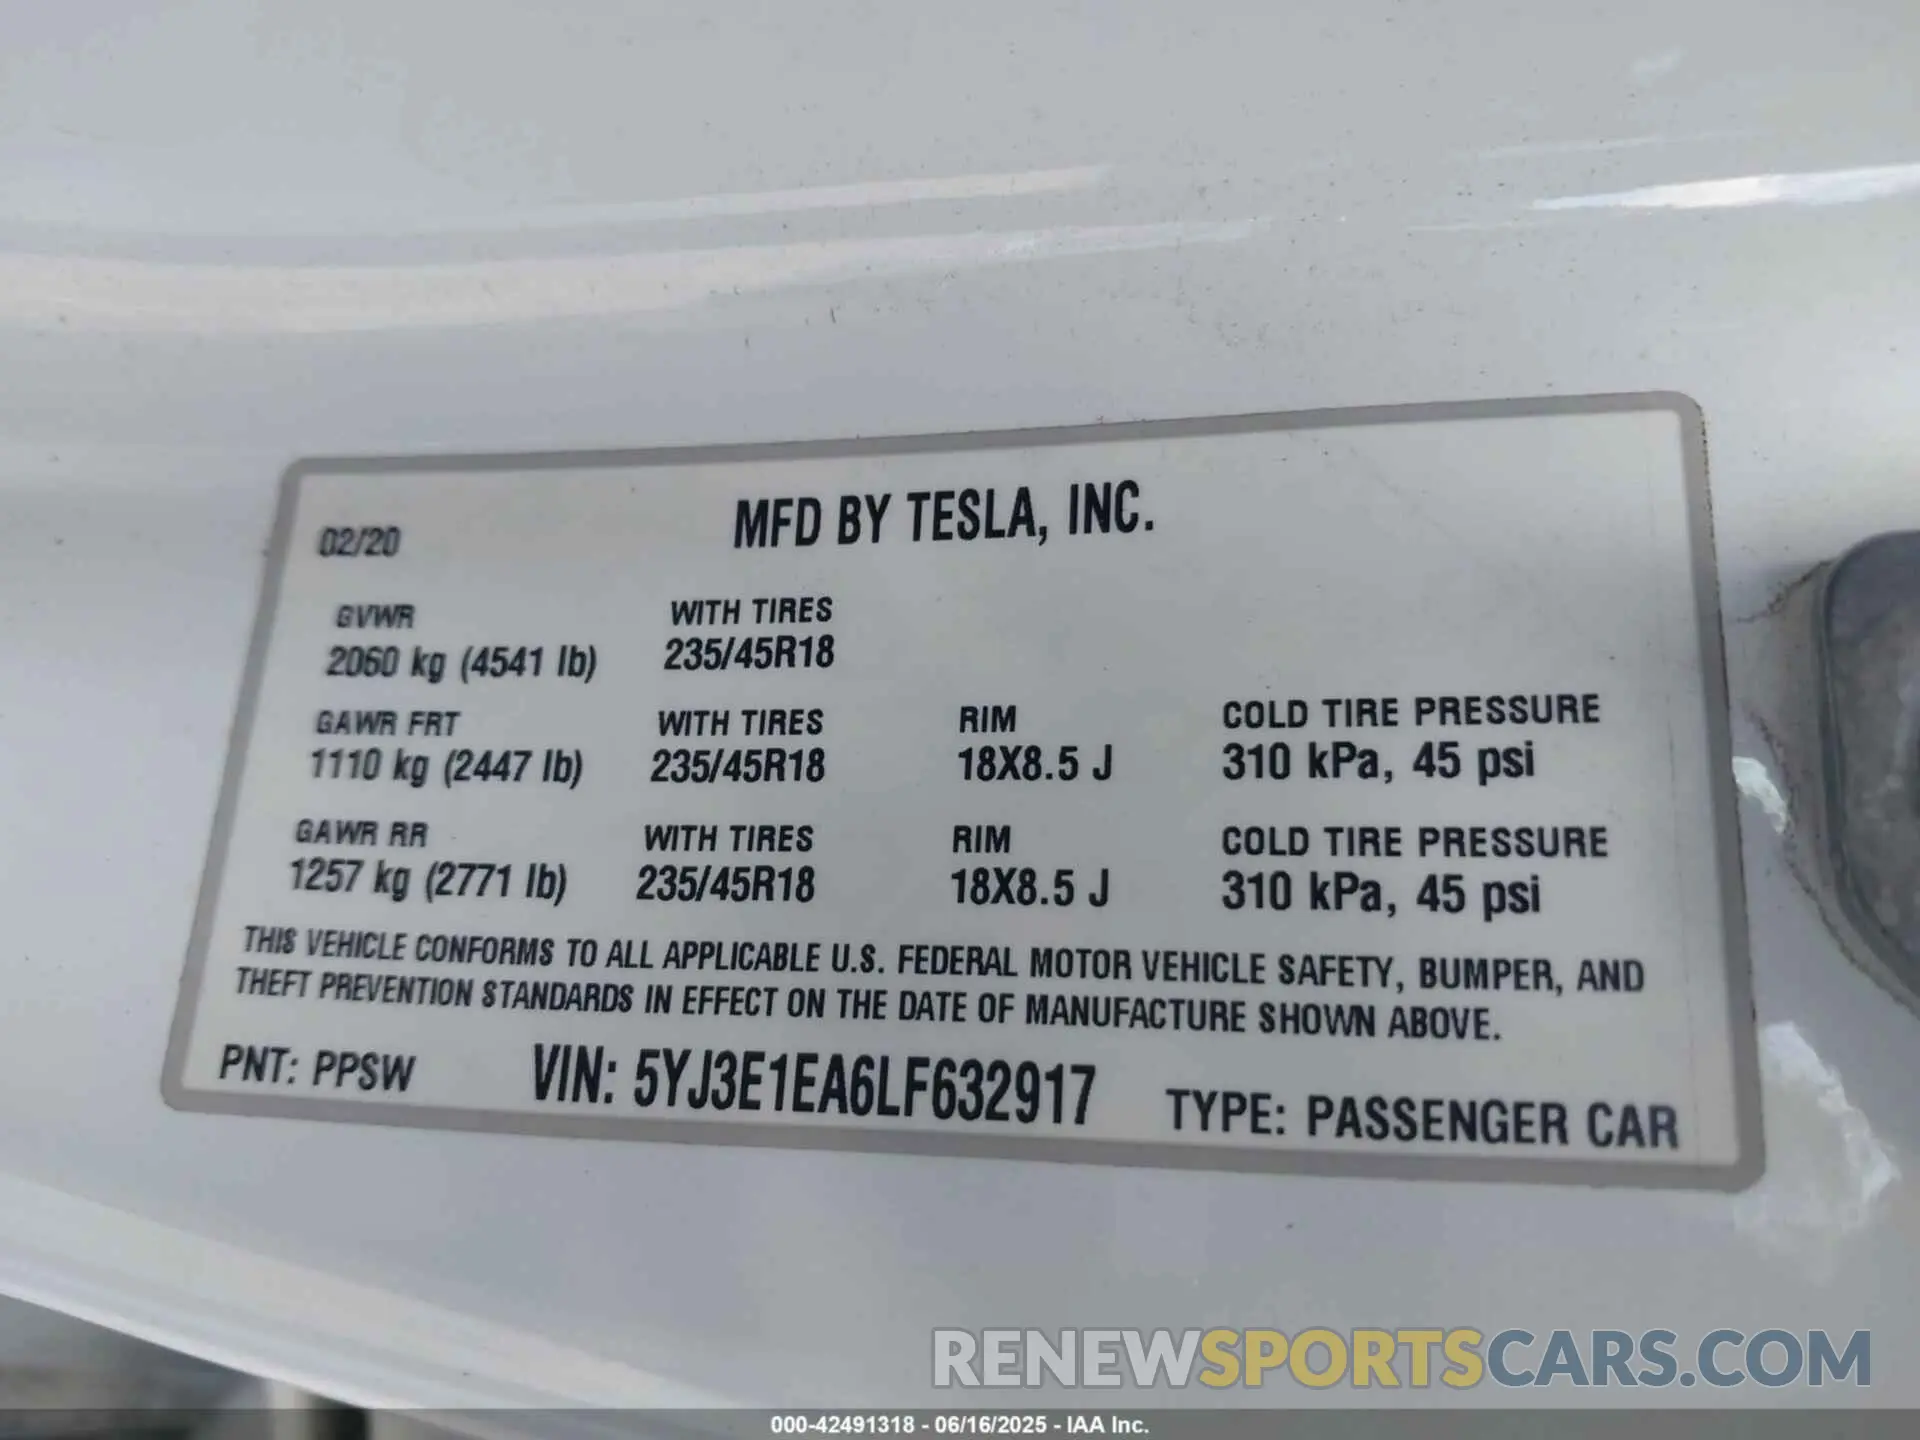 MFD BY TESLA, INC.
02/20
GVWR WITH TIRES
2060 kg (4541 lb) 235/45R18
GAWR FRT WITH TIRES RIM COLD TIRE PRESSURE
1110 kg (2447 lb) 235/45R18 18X8.5 J 310 kPa, 45 psi
GAWR RR WITH TIRES RIM COLD TIRE PRESSURE
1257 kg (2771 lb) 235/45R18 18X8.5 J 310 kPa, 45 psi
THIS VEHICLE CONFORMS TO ALL APPLICABLE U.S. FEDERAL MOTOR VEHICLE SAFETY, BUMPER, AND
THEFT PREVENTION STANDARDS IN EFFECT ON THE DATE OF MANUFACTURE SHOWN ABOVE.
PNT: PPSW VIN: 5YJ3E1EA6LF632917 TYPE: PASSENGER CAR
RENEWSPORTSCARS.COM
000-42491318 - 06/16/2025 - IAA Inc.